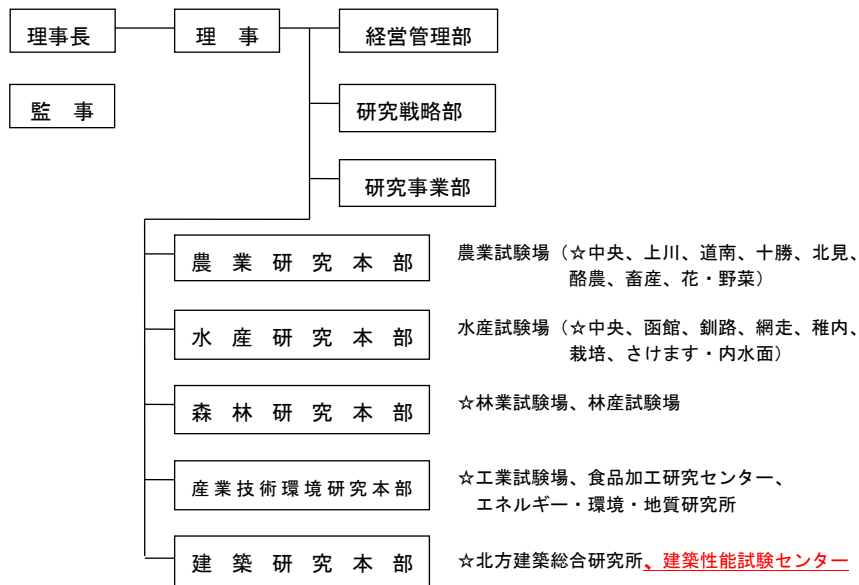 理事長 理 事 経営管理部
監 事 研究戦略部
研究事業部
農 業 研 究 本 部 農業試験場（☆中央、上川、道南、十勝、北見、
酪農、畜産、花・野菜）
水 産 研 究 本 部 水産試験場（☆中央、函館、釧路、網走、稚内、
栽培、さけます・内水面）
森 林 研 究 本 部 ☆林業試験場、林産試験場
産業技術環境研究本部 ☆工業試験場、食品加工研究センター、
エネルギー・環境・地質研究所
建 築 研 究 本 部 ☆北方建築総合研究所、建築性能試験センター